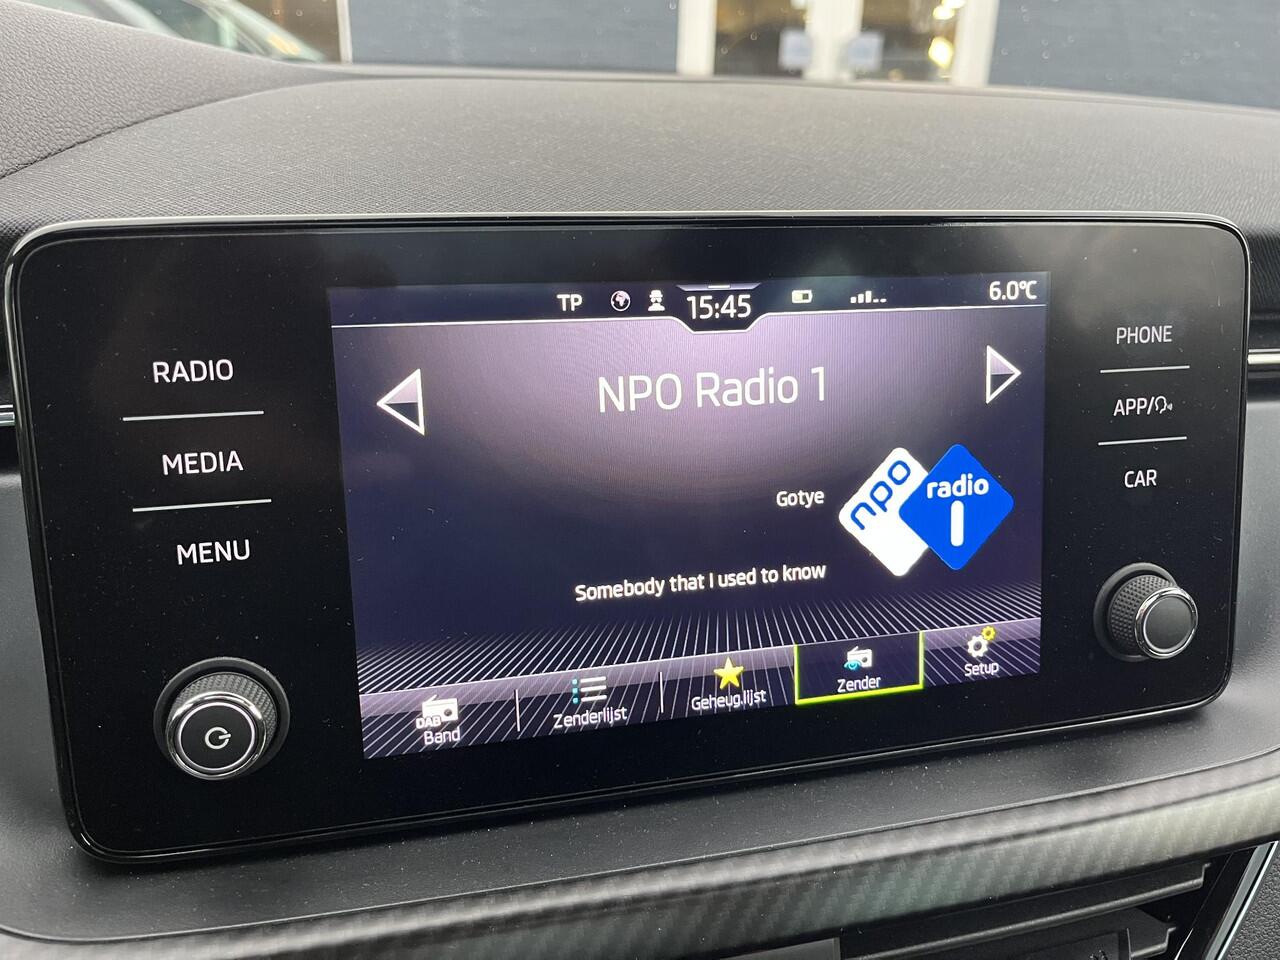 TP
15:45
6.0°C
RADIO
MEDIA
MENU
NPO Radio 1
Gotye
Somebody that I used to know
npo
radio
1
DAB
Band
Zenderlijst
Geheug.lijst
Zender
Setup
PHONE
APP/
CAR